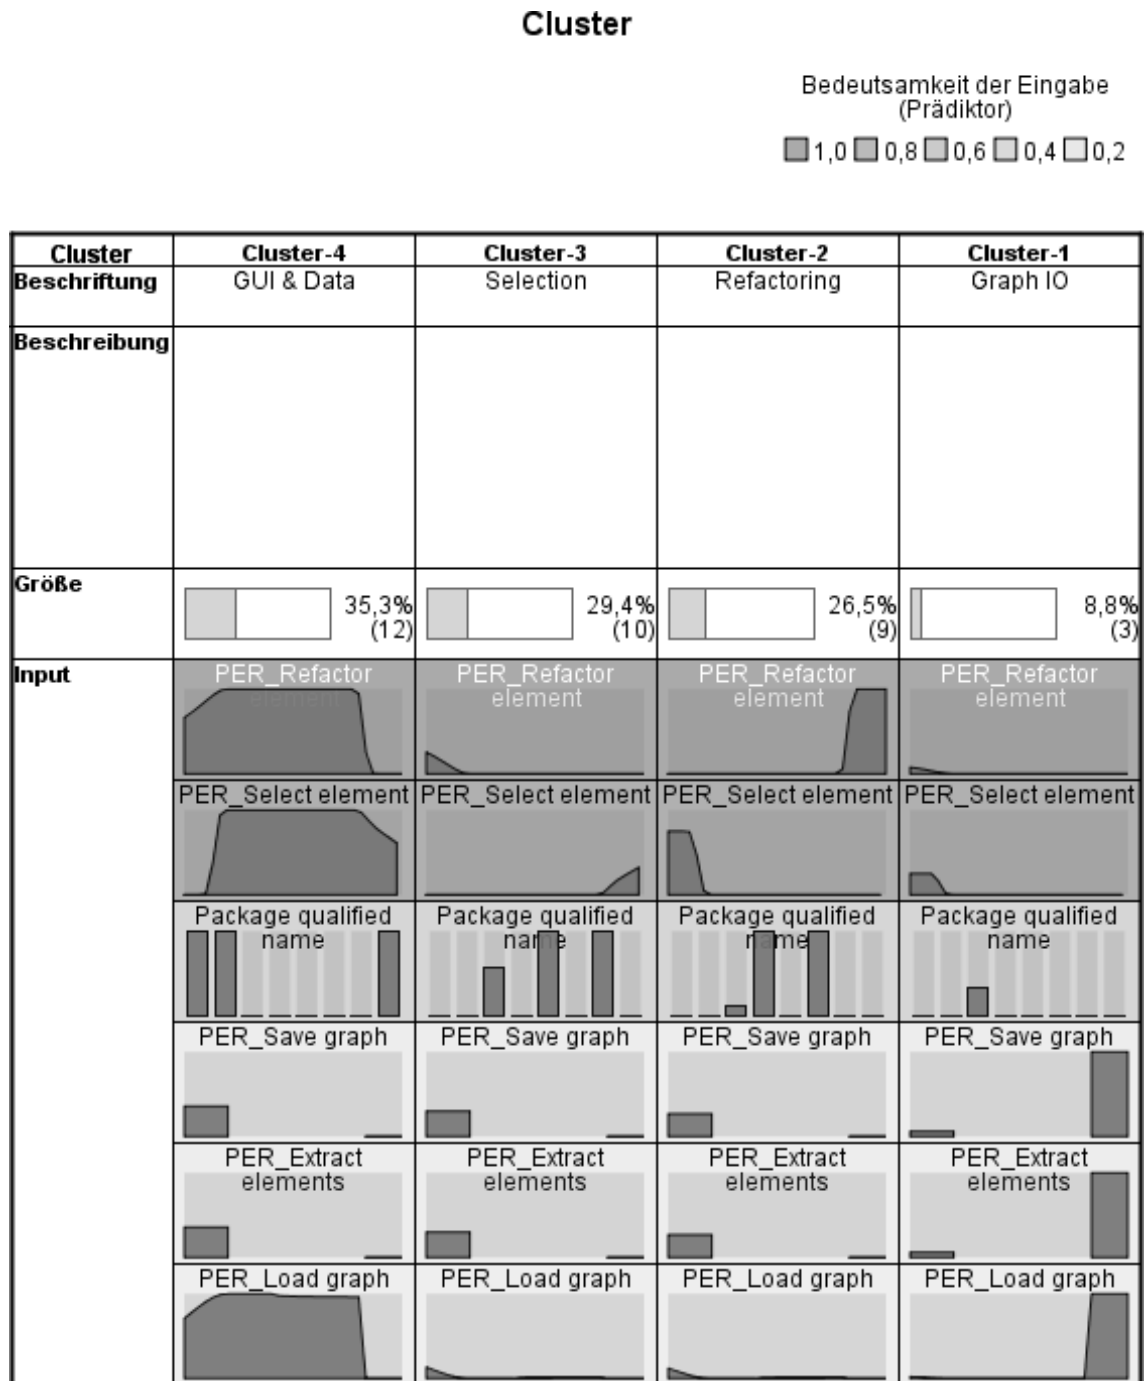 Cluster
Bedeutsamkeit der Eingabe
(Prädiktor)
1,0 0,8 0,6 0,4 0,2
Cluster Cluster-4 Cluster-3 Cluster-2 Cluster-1
Beschriftung GUI & Data Selection Refactoring Graph IO
Beschreibung
Größe
35,3% 29,4% 26,5% 8,8%
(12) (10) (9) (3)
Input
PER_Refactor PER_Refactor PER_Refactor PER_Refactor
element element element element
PER_Select element PER_Select element PER_Select element PER_Select element
Package qualified Package qualified Package qualified Package qualified
name name name name
PER_Save graph PER_Save graph PER_Save graph PER_Save graph
PER_Extract PER_Extract PER_Extract PER_Extract
elements elements elements elements
PER_Load graph PER_Load graph PER_Load graph PER_Load graph